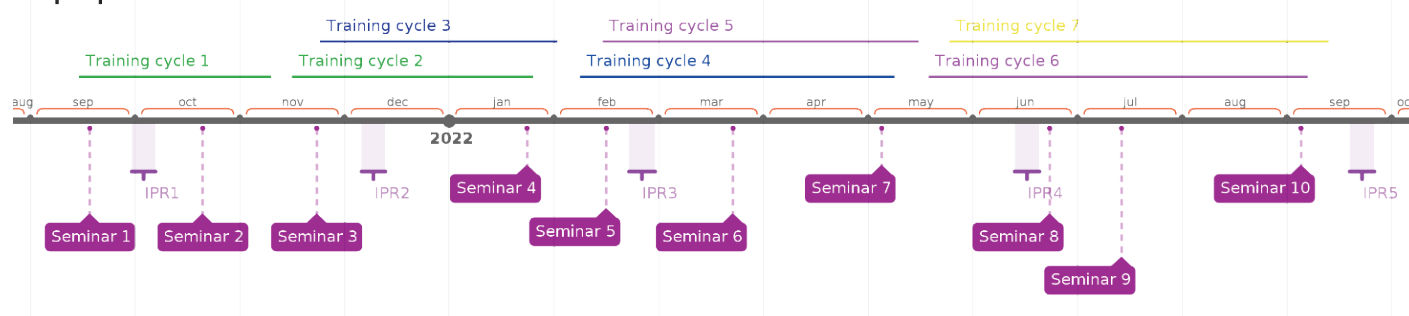 Training cycle 3
Training cycle 5
Training cycle 7
Training cycle 1
Training cycle 2
Training cycle 4
Training cycle 6
aug sep oct nov dec jan feb mar apr may jun jul aug sep
2022
IPR1
IPR2
Seminar 4
IPR3
Seminar 7
IPR4
Seminar 10
IPR5
Seminar 1
Seminar 2
Seminar 3
Seminar 5
Seminar 6
Seminar 8
Seminar 9